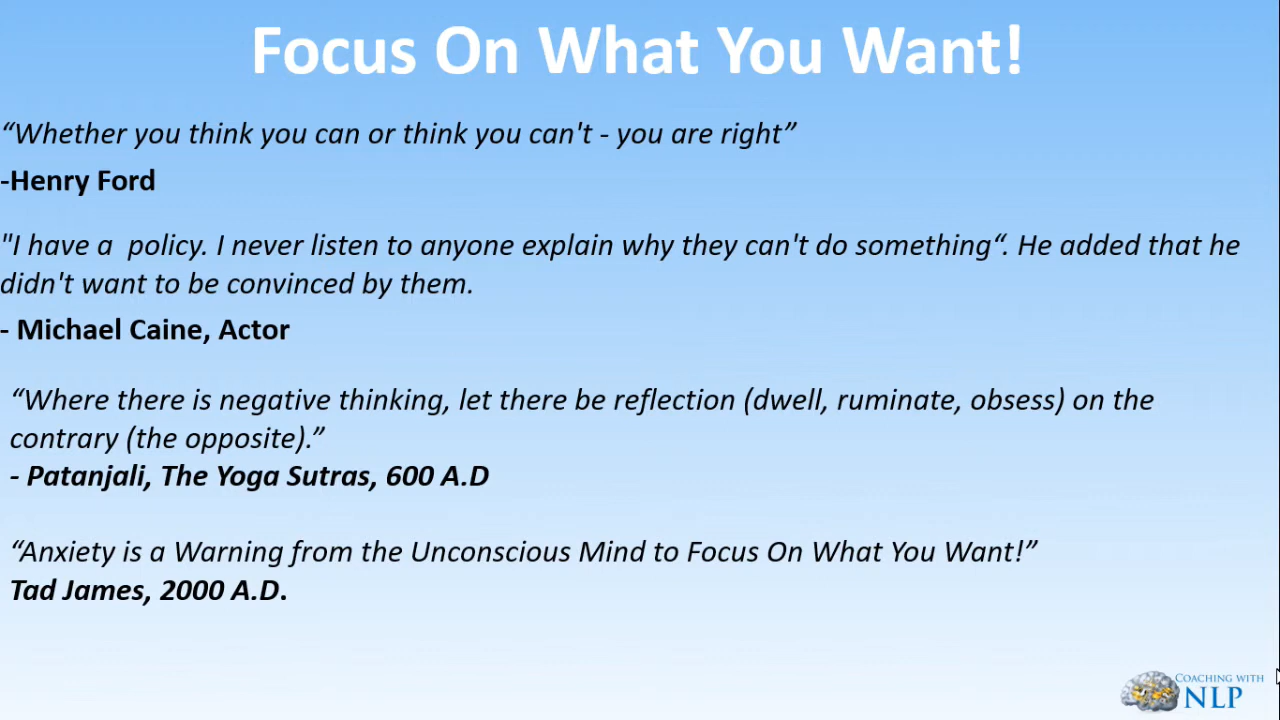 Focus On What You Want!
“Whether you think you can or think you can't - you are right”
-Henry Ford
"I have a  policy. I never listen to anyone explain why they can't do something“. He added that he
didn't want to be convinced by them.
- Michael Caine, Actor
“Where there is negative thinking, let there be reflection (dwell, ruminate, obsess) on the
contrary (the opposite).”
- Patanjali, The Yoga Sutras, 600 A.D
“Anxiety is a Warning from the Unconscious Mind to Focus On What You Want!”
Tad James, 2000 A.D.
COACHING WITH
NLP